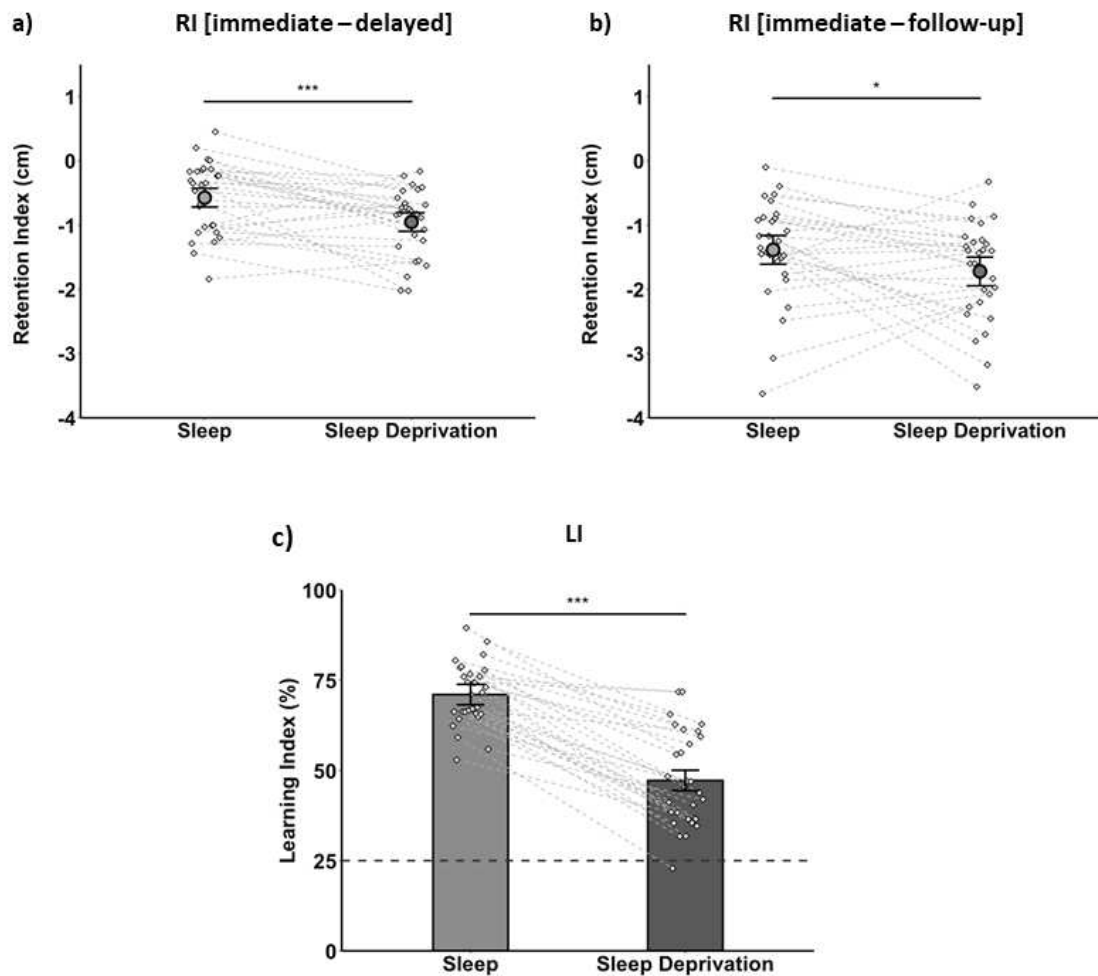 a) RI [immediate – delayed]
b) RI [immediate – follow-up]
Retention Index (cm)
1
0
-1
-2
-3
-4
***
Sleep
Sleep Deprivation
Retention Index (cm)
1
0
-1
-2
-3
-4
*
Sleep
Sleep Deprivation
c) LI
Learning Index (%)
100
75
50
25
0
***
Sleep
Sleep Deprivation